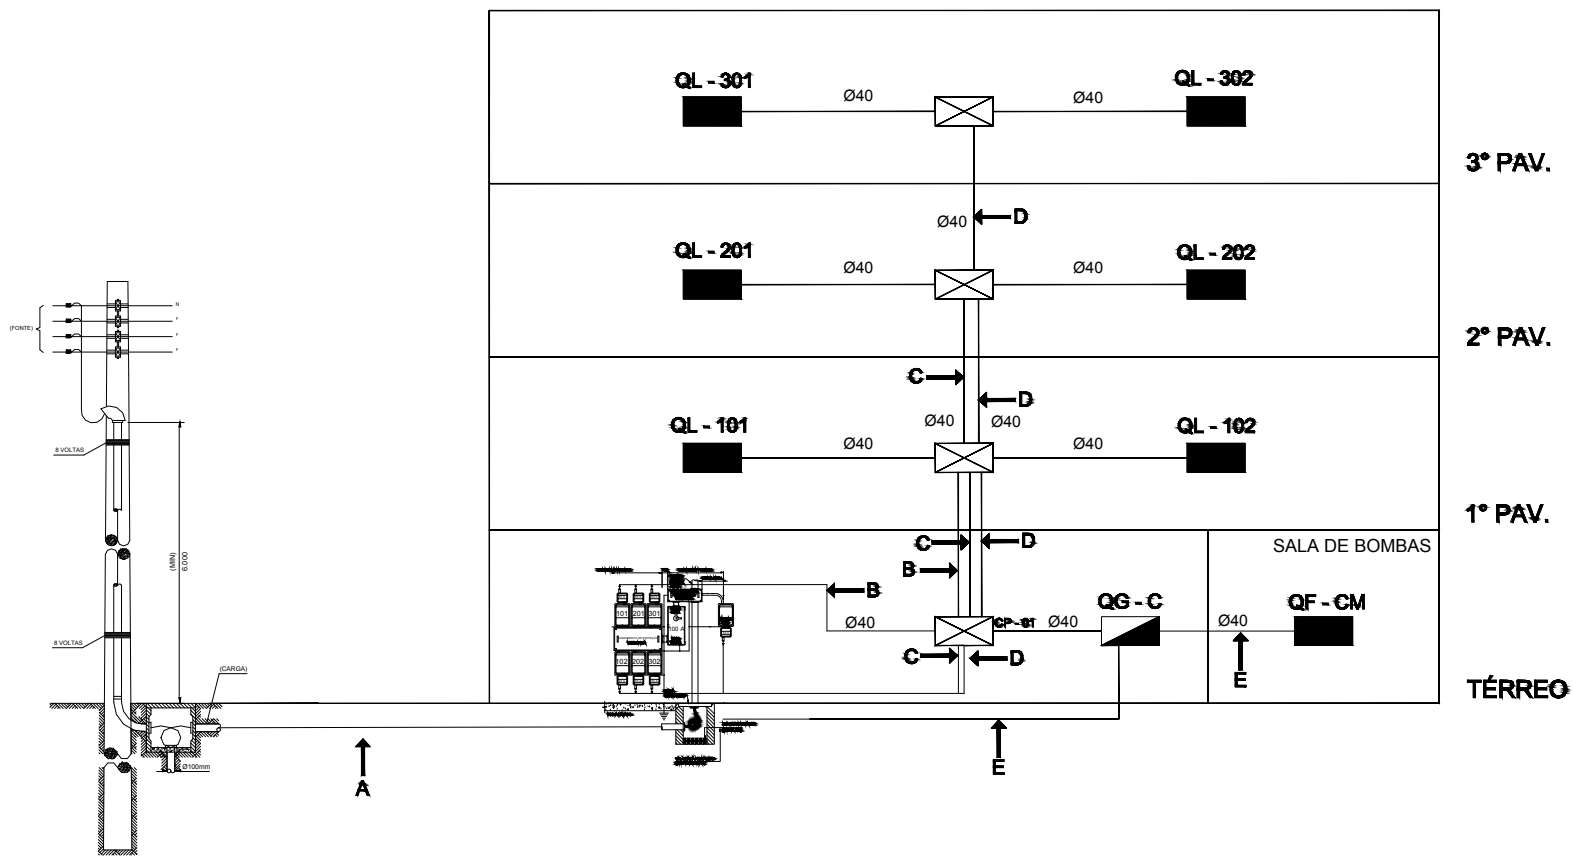 QL - 301
QL - 302
Ø40
Ø40
3° PAV.
Ø40
D
QL - 201
QL - 202
Ø40
Ø40
N
F
(FONTE)
F
F
2° PAV.
C
D
Ø40
Ø40
QL - 101
QL - 102
Ø40
Ø40
8 VOLTAS
1° PAV.
C
D
B
SALA DE BOMBAS
(MIN)
6.000
B
QG - C
QF - CM
101
201
301
100 A
Ø40
CP - 01
Ø40
Ø40
8 VOLTAS
102
202
302
C
D
E
(CARGA)
TÉRREO
Ø100mm
A
E